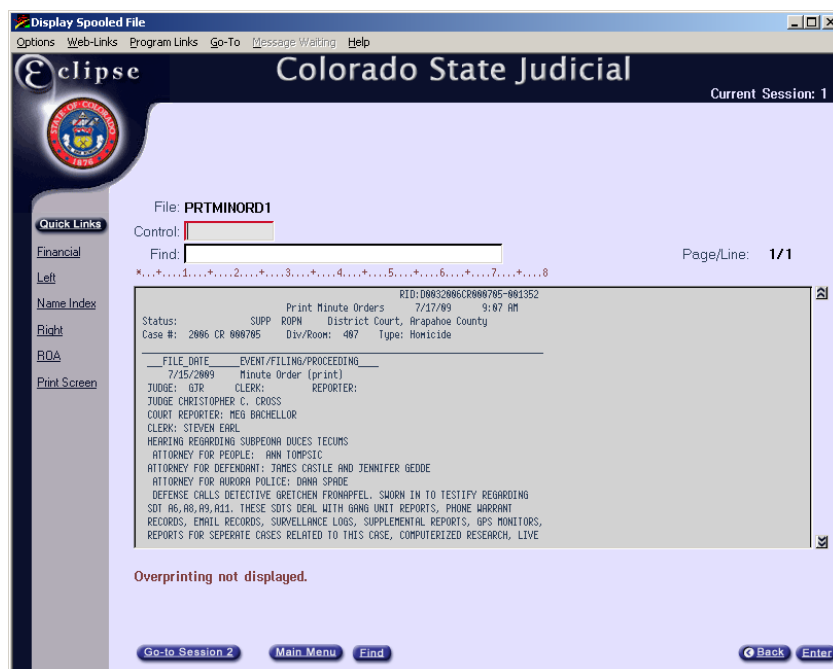 Display Spooled File
Options Web-Links Program Links Go-To Message Waiting Help
eclipse
Colorado State Judicial
Current Session: 1
STATE OF COLORADO
1876
File: PRTMINORD1
Quick Links
Control:
Financial
Find:
Page/Line: 1/1
Left
*...+....1....+....2....+....3....+....4....+....5....+....6....+....7....+....8
Name Index
Right
ROA
Print Screen
RID:D0032006CR000705-001352
Print Minute Orders 7/17/09 9:07 AM
Status: SUPP ROPN District Court, Arapahoe County
Case #: 2006 CR 000705 Div/Room: 407 Type: Homicide
___FILE_DATE______EVENT/FILING/PROCEEDING____
7/15/2009 Minute Order (print)
JUDGE: GJR CLERK: REPORTER:
JUDGE CHRISTOPHER C. CROSS
COURT REPORTER: MEG BACHELLOR
CLERK: STEVEN EARL
HEARING REGARDING SUBPEONA DUCES TECUMS
ATTORNEY FOR PEOPLE: ANN TOMPSIC
ATTORNEY FOR DEFENDANT: JAMES CASTLE AND JENNIFER GEDDE
ATTORNEY FOR AURORA POLICE: DANA SPADE
DEFENSE CALLS DETECTIVE GRETCHEN FRONAPFEL. SWORN IN TO TESTIFY REGARDING
SDT A6,A8,A9,A11. THESE SDTS DEAL WITH GANG UNIT REPORTS, PHONE WARRANT
RECORDS, EMAIL RECORDS, SURVELLANCE LOGS, SUPPLEMENTAL REPORTS, GPS MONITORS,
REPORTS FOR SEPERATE CASES RELATED TO THIS CASE, COMPUTERIZED RESEARCH, LIVE
Overprinting not displayed.
Go-to Session 2 Main Menu Find Back Enter